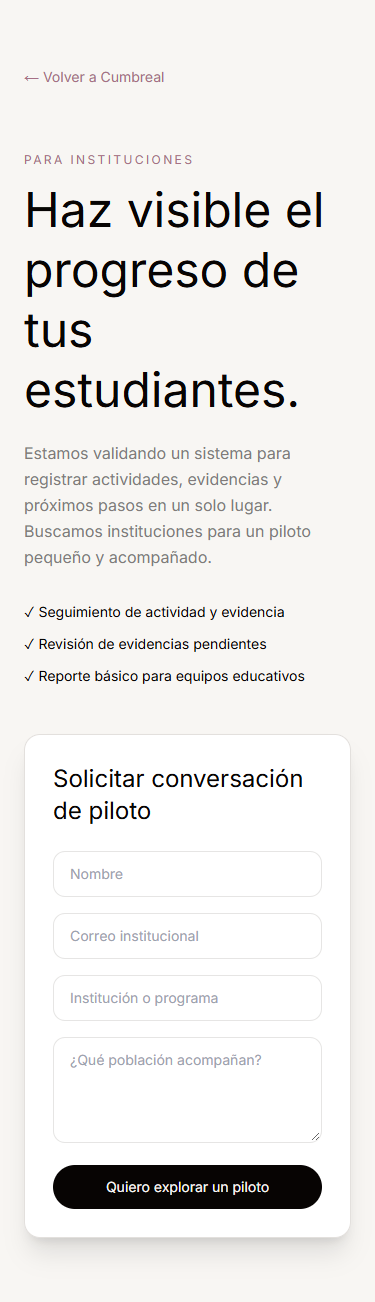 ← Volver a Cumbreal
PARA INSTITUCIONES
Haz visible el
progreso de
tus
estudiantes.
Estamos validando un sistema para
registrar actividades, evidencias y
próximos pasos en un solo lugar.
Buscamos instituciones para un piloto
pequeño y acompañado.
✓ Seguimiento de actividad y evidencia
✓ Revisión de evidencias pendientes
✓ Reporte básico para equipos educativos
Solicitar conversación
de piloto
Nombre
Correo institucional
Institución o programa
¿Qué población acompañan?
Quiero explorar un piloto